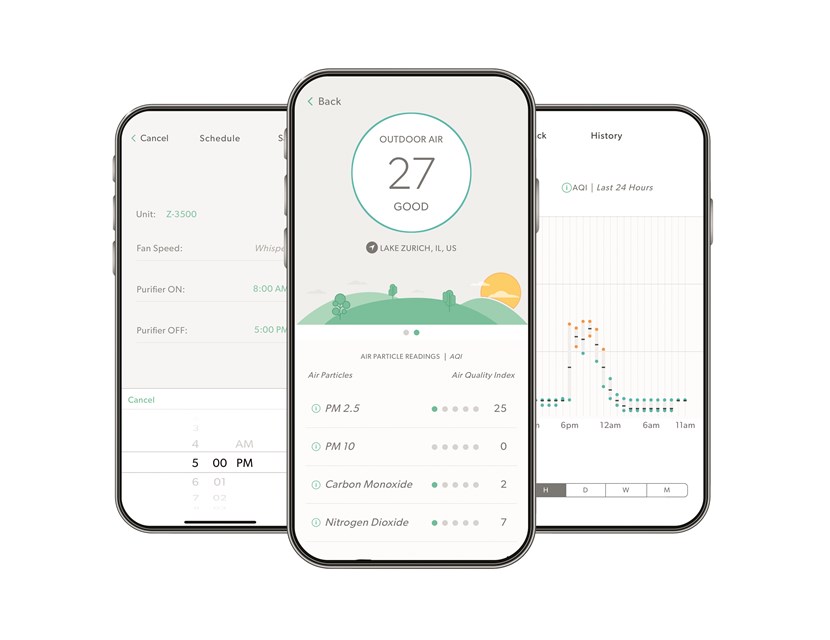 Cancel Schedule S
Unit: Z-3500
Fan Speed: Whispe
Purifier ON: 8:00 AM
Purifier OFF: 5:00 PM
Cancel
3
4 AM
5 00 PM
6 01
7 02
Back
OUTDOOR AIR
27
GOOD
LAKE ZURICH, IL, US
AIR PARTICLE READINGS | AQI
Air Particles Air Quality Index
PM 2.5 25
PM 10 0
Carbon Monoxide 2
Nitrogen Dioxide 7
ck History
AQI | Last 24 Hours
6pm 12am 6am 11am
H D W M